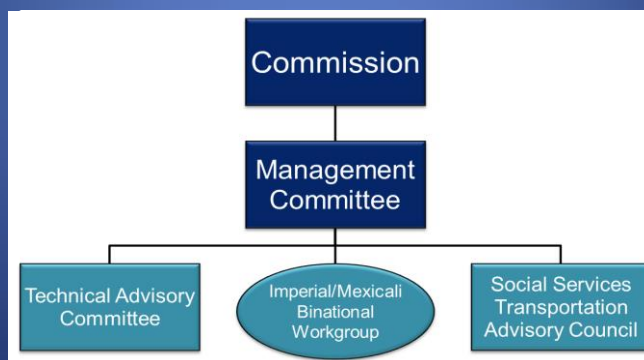 Commission
Management
Committee
Technical Advisory
Committee
Imperial/Mexicali
Binational
Workgroup
Social Services
Transportation
Advisory Council